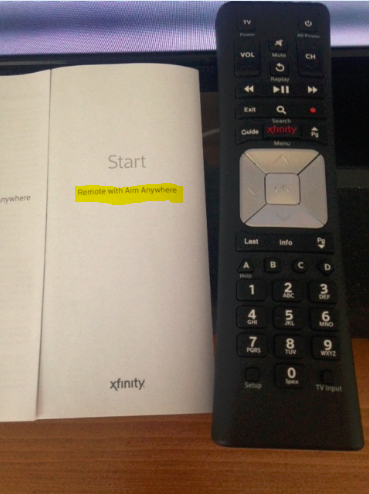 anywhere
Start
Remote with Aim Anywhere
xfinity
TV
Power
All Power
VOL
Mute
CH
Replay
Exit
Search
Guide
xfinity
Pg
Menu
OK
Last
Info
Pg
A
B
C
D
1
2
ABC
3
DEF
4
GHI
5
JKL
6
MNO
7
PQRS
8
TUV
9
WXYZ
Setup
0
Space
TV Input